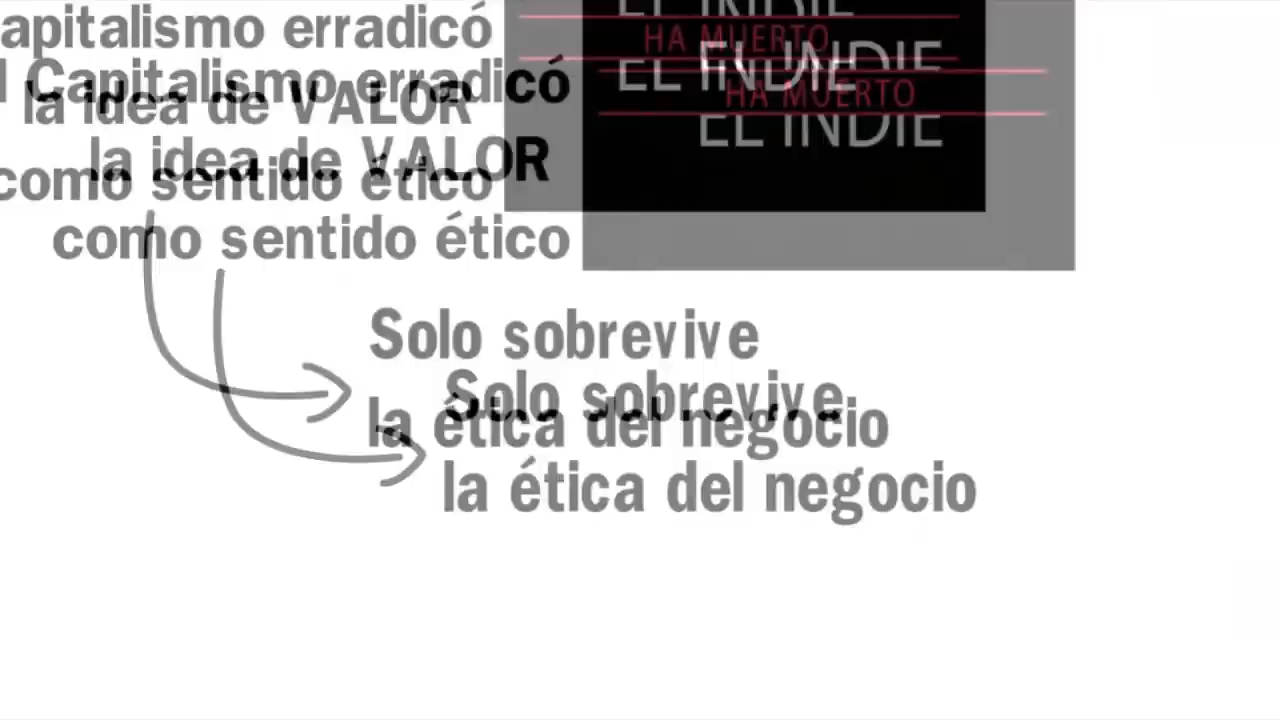 apitalismo erradicó
la idea de VALOR
como sentido ético
Capitalismo erradicó
la idea de VALOR
como sentido ético
EL INDIE
HA MUERTO
EL INDIE
EL INDIE
HA MUERTO
EL INDIE
Solo sobrevive
la ética del negocio
Solo sobrevive
la ética del negocio